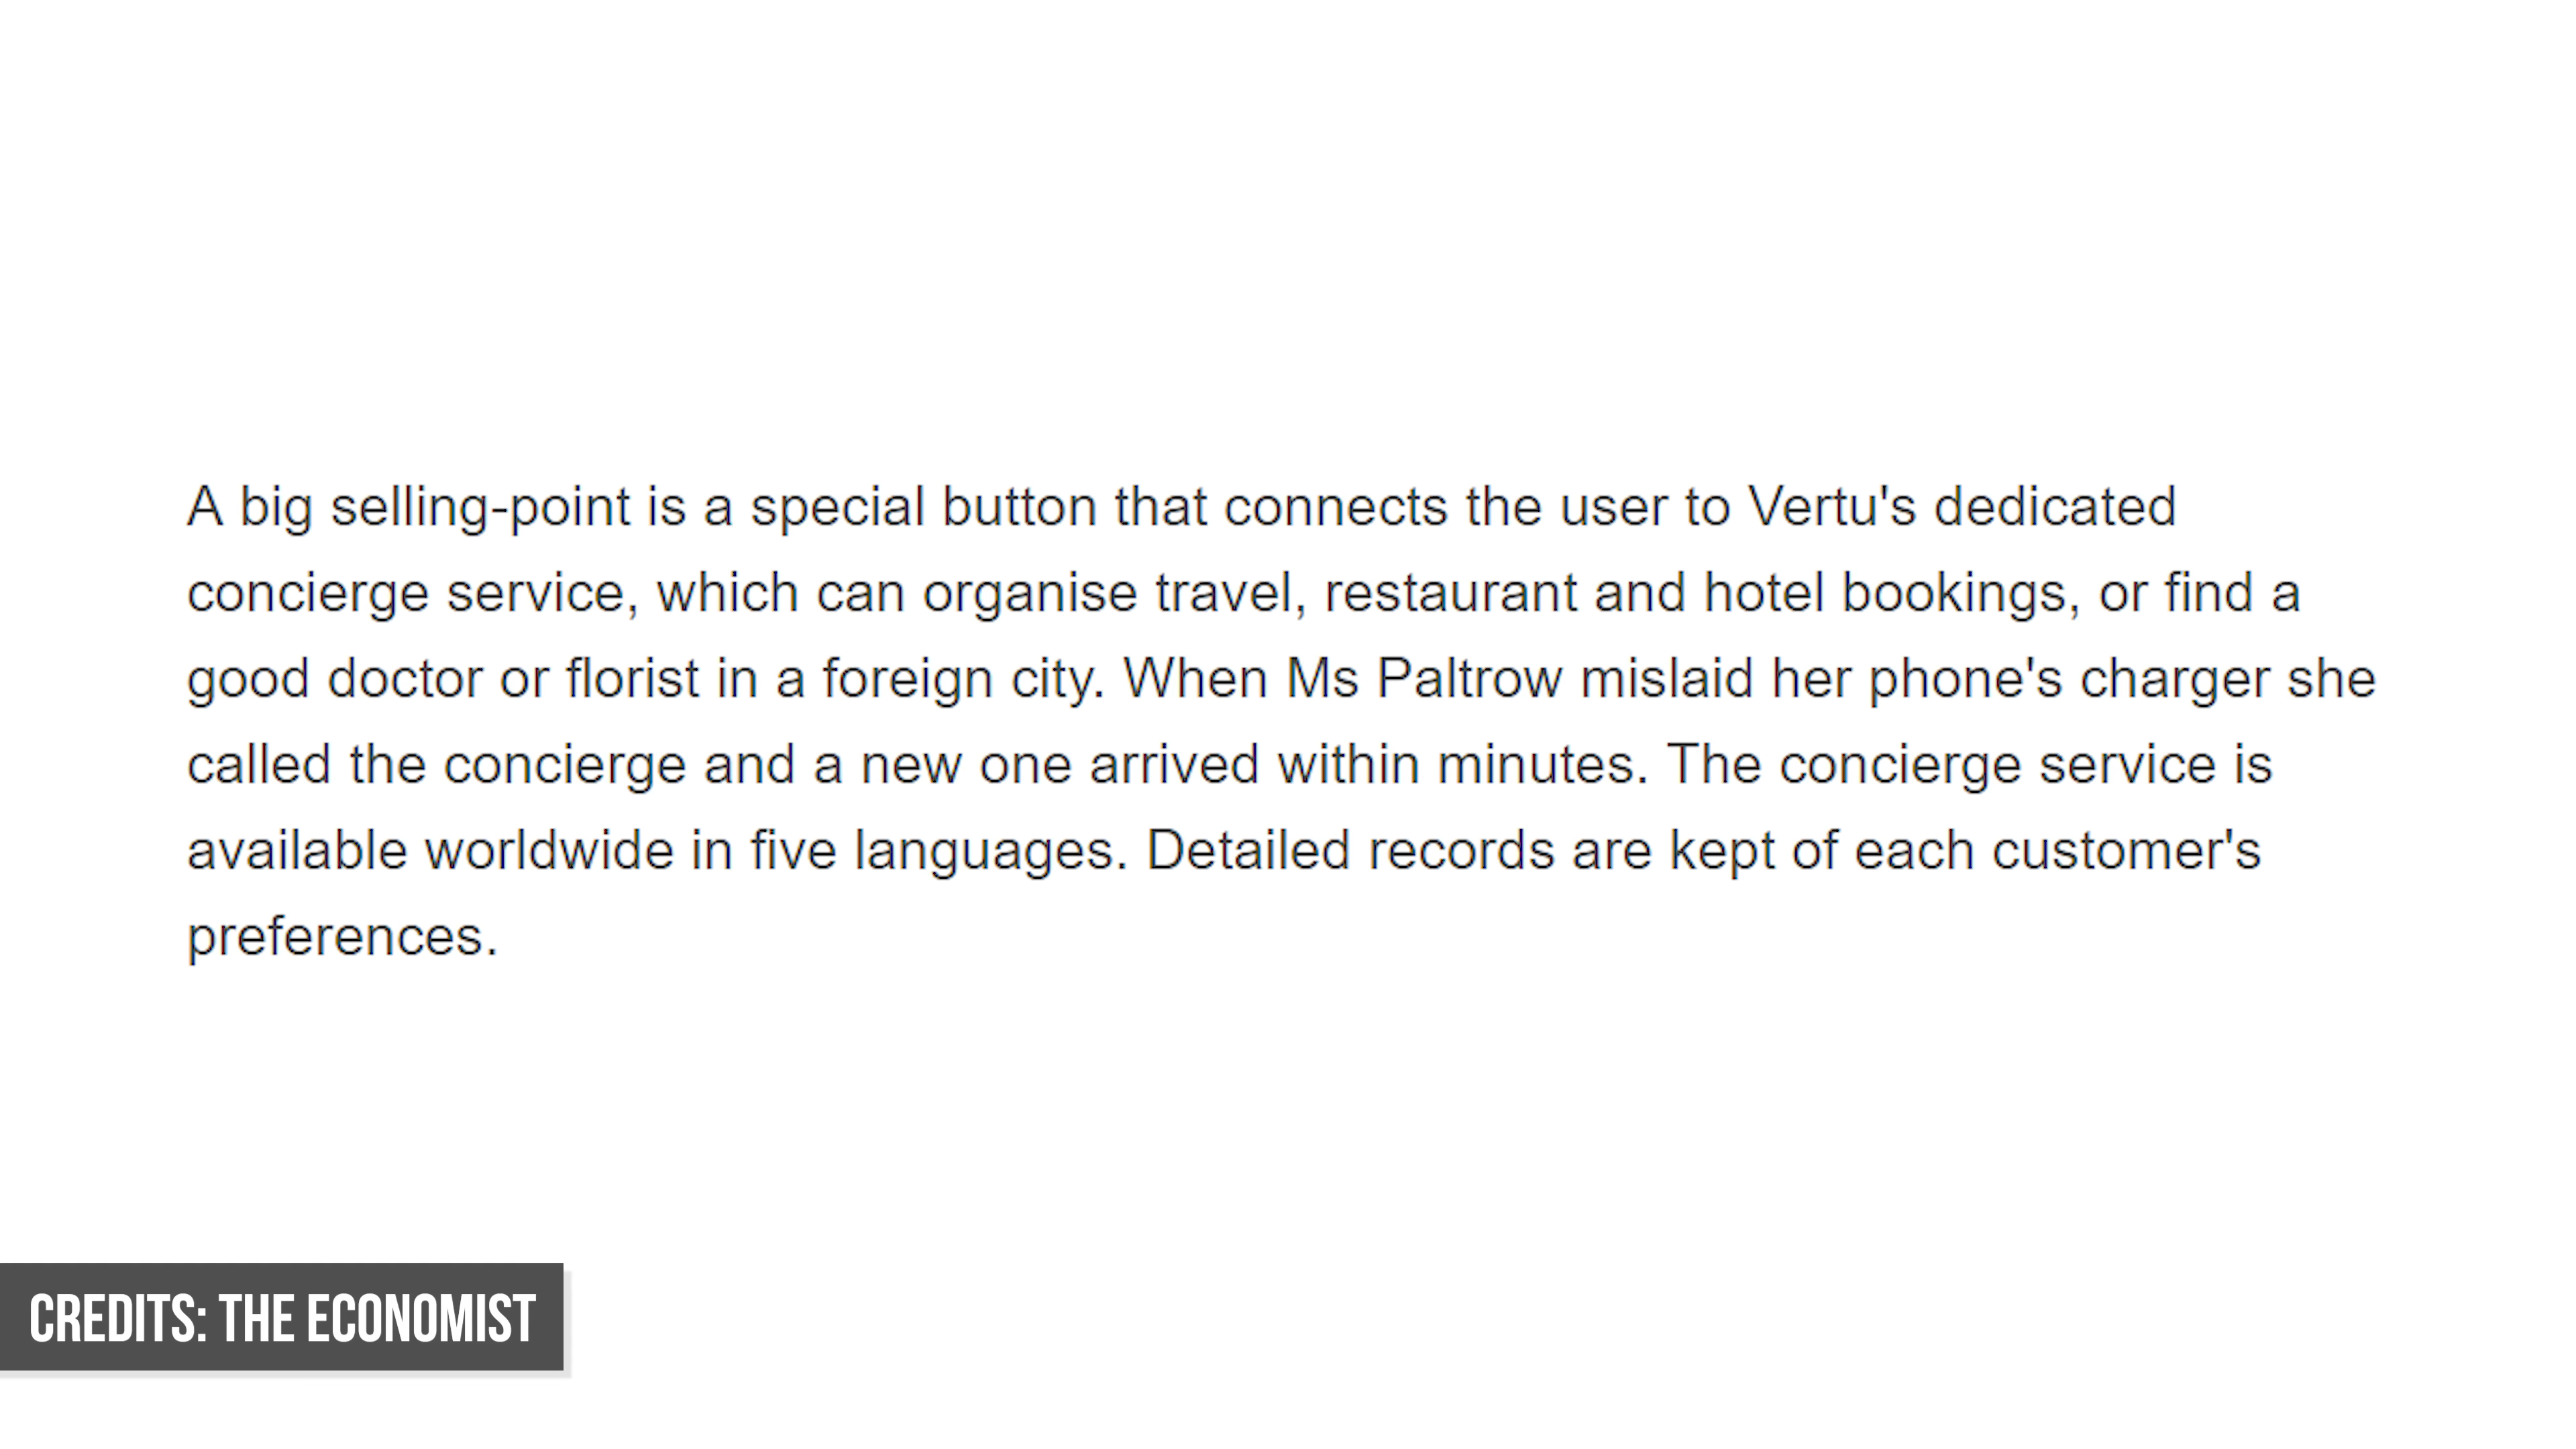 A big selling-point is a special button that connects the user to Vertu's dedicated
concierge service, which can organise travel, restaurant and hotel bookings, or find a
good doctor or florist in a foreign city. When Ms Paltrow mislaid her phone's charger she
called the concierge and a new one arrived within minutes. The concierge service is
available worldwide in five languages. Detailed records are kept of each customer's
preferences.
CREDITS: THE ECONOMIST